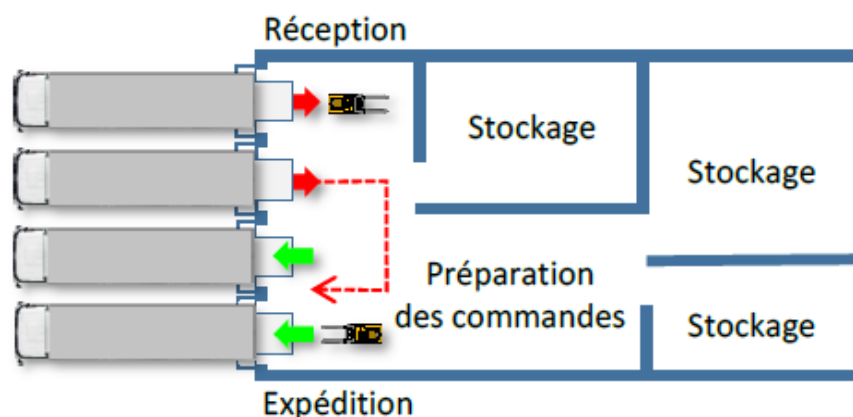 Réception
Stockage
Stockage
Préparation
des commandes
Stockage
Expédition